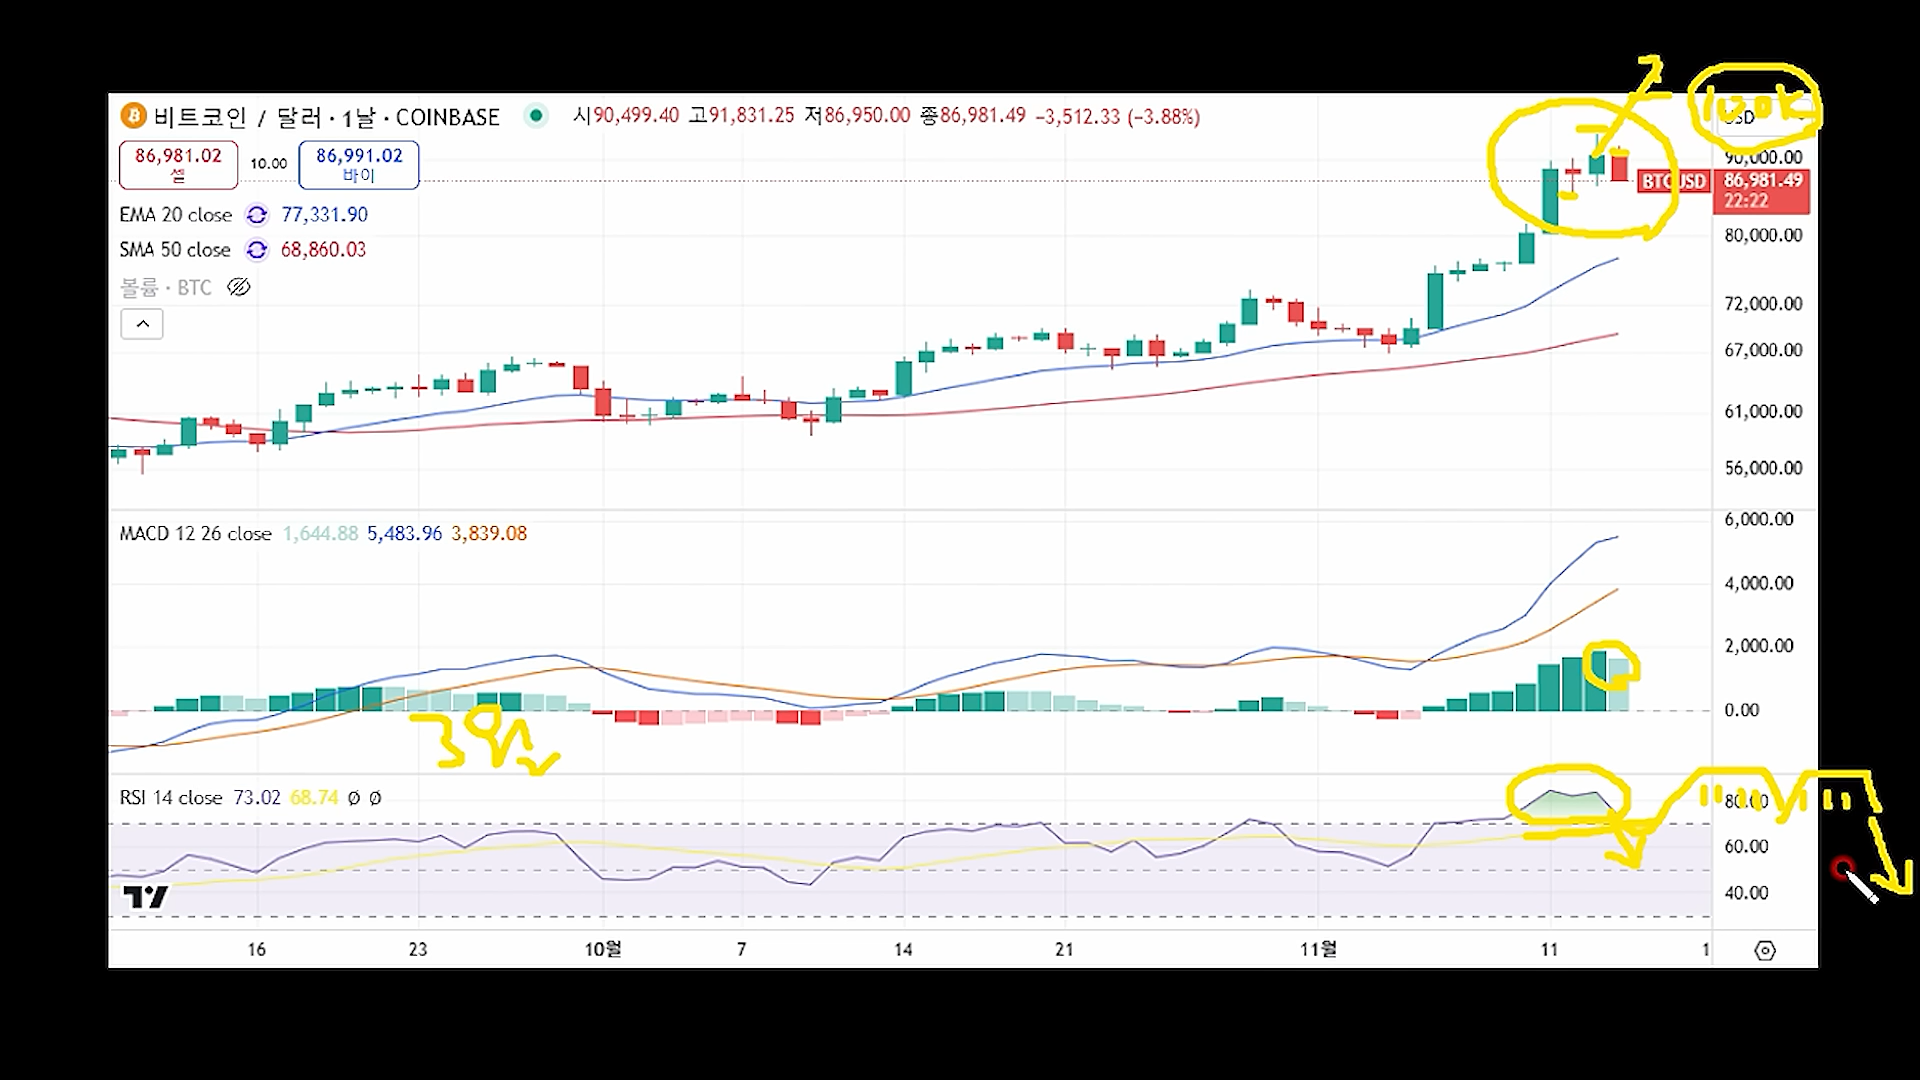 비트코인 / 달러 · 1날 · COINBASE 시90,499.40 고91,831.25 저86,950.00 종86,981.49 −3,512.33 (−3.88%)
120K
USD
86,981.02 셀
10.00
86,991.02 바이
EMA 20 close 77,331.90
SMA 50 close 68,860.03
볼륨 · BTC
90,000.00
BTCUSD 86,981.49
22:22
80,000.00
72,000.00
67,000.00
61,000.00
56,000.00
MACD 12 26 close 1,644.88 5,483.96 3,839.08
6,000.00
4,000.00
2,000.00
0.00
RSI 14 close 73.02 68.74 Ø Ø
80.00
60.00
40.00
16 23 10월 7 14 21 11월 11 1